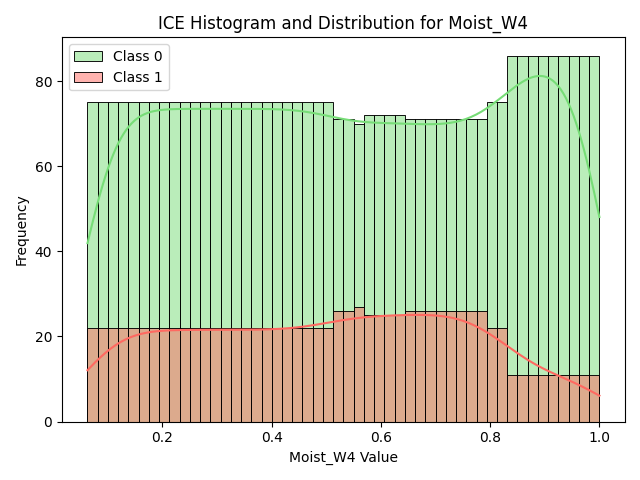 ICE Histogram and Distribution for Moist_W4
Class 0
Class 1
80
60
40
20
0
Frequency
0.2 0.4 0.6 0.8 1.0
Moist_W4 Value